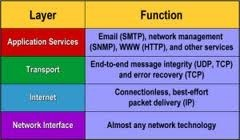 Layer
Function
Application Services
Email (SMTP), network management
(SNMP), WWW (HTTP), and other services
Transport
End-to-end message integrity (UDP, TCP)
and error recovery (TCP)
Internet
Connectionless, best-effort
packet delivery (IP)
Network Interface
Almost any network technology